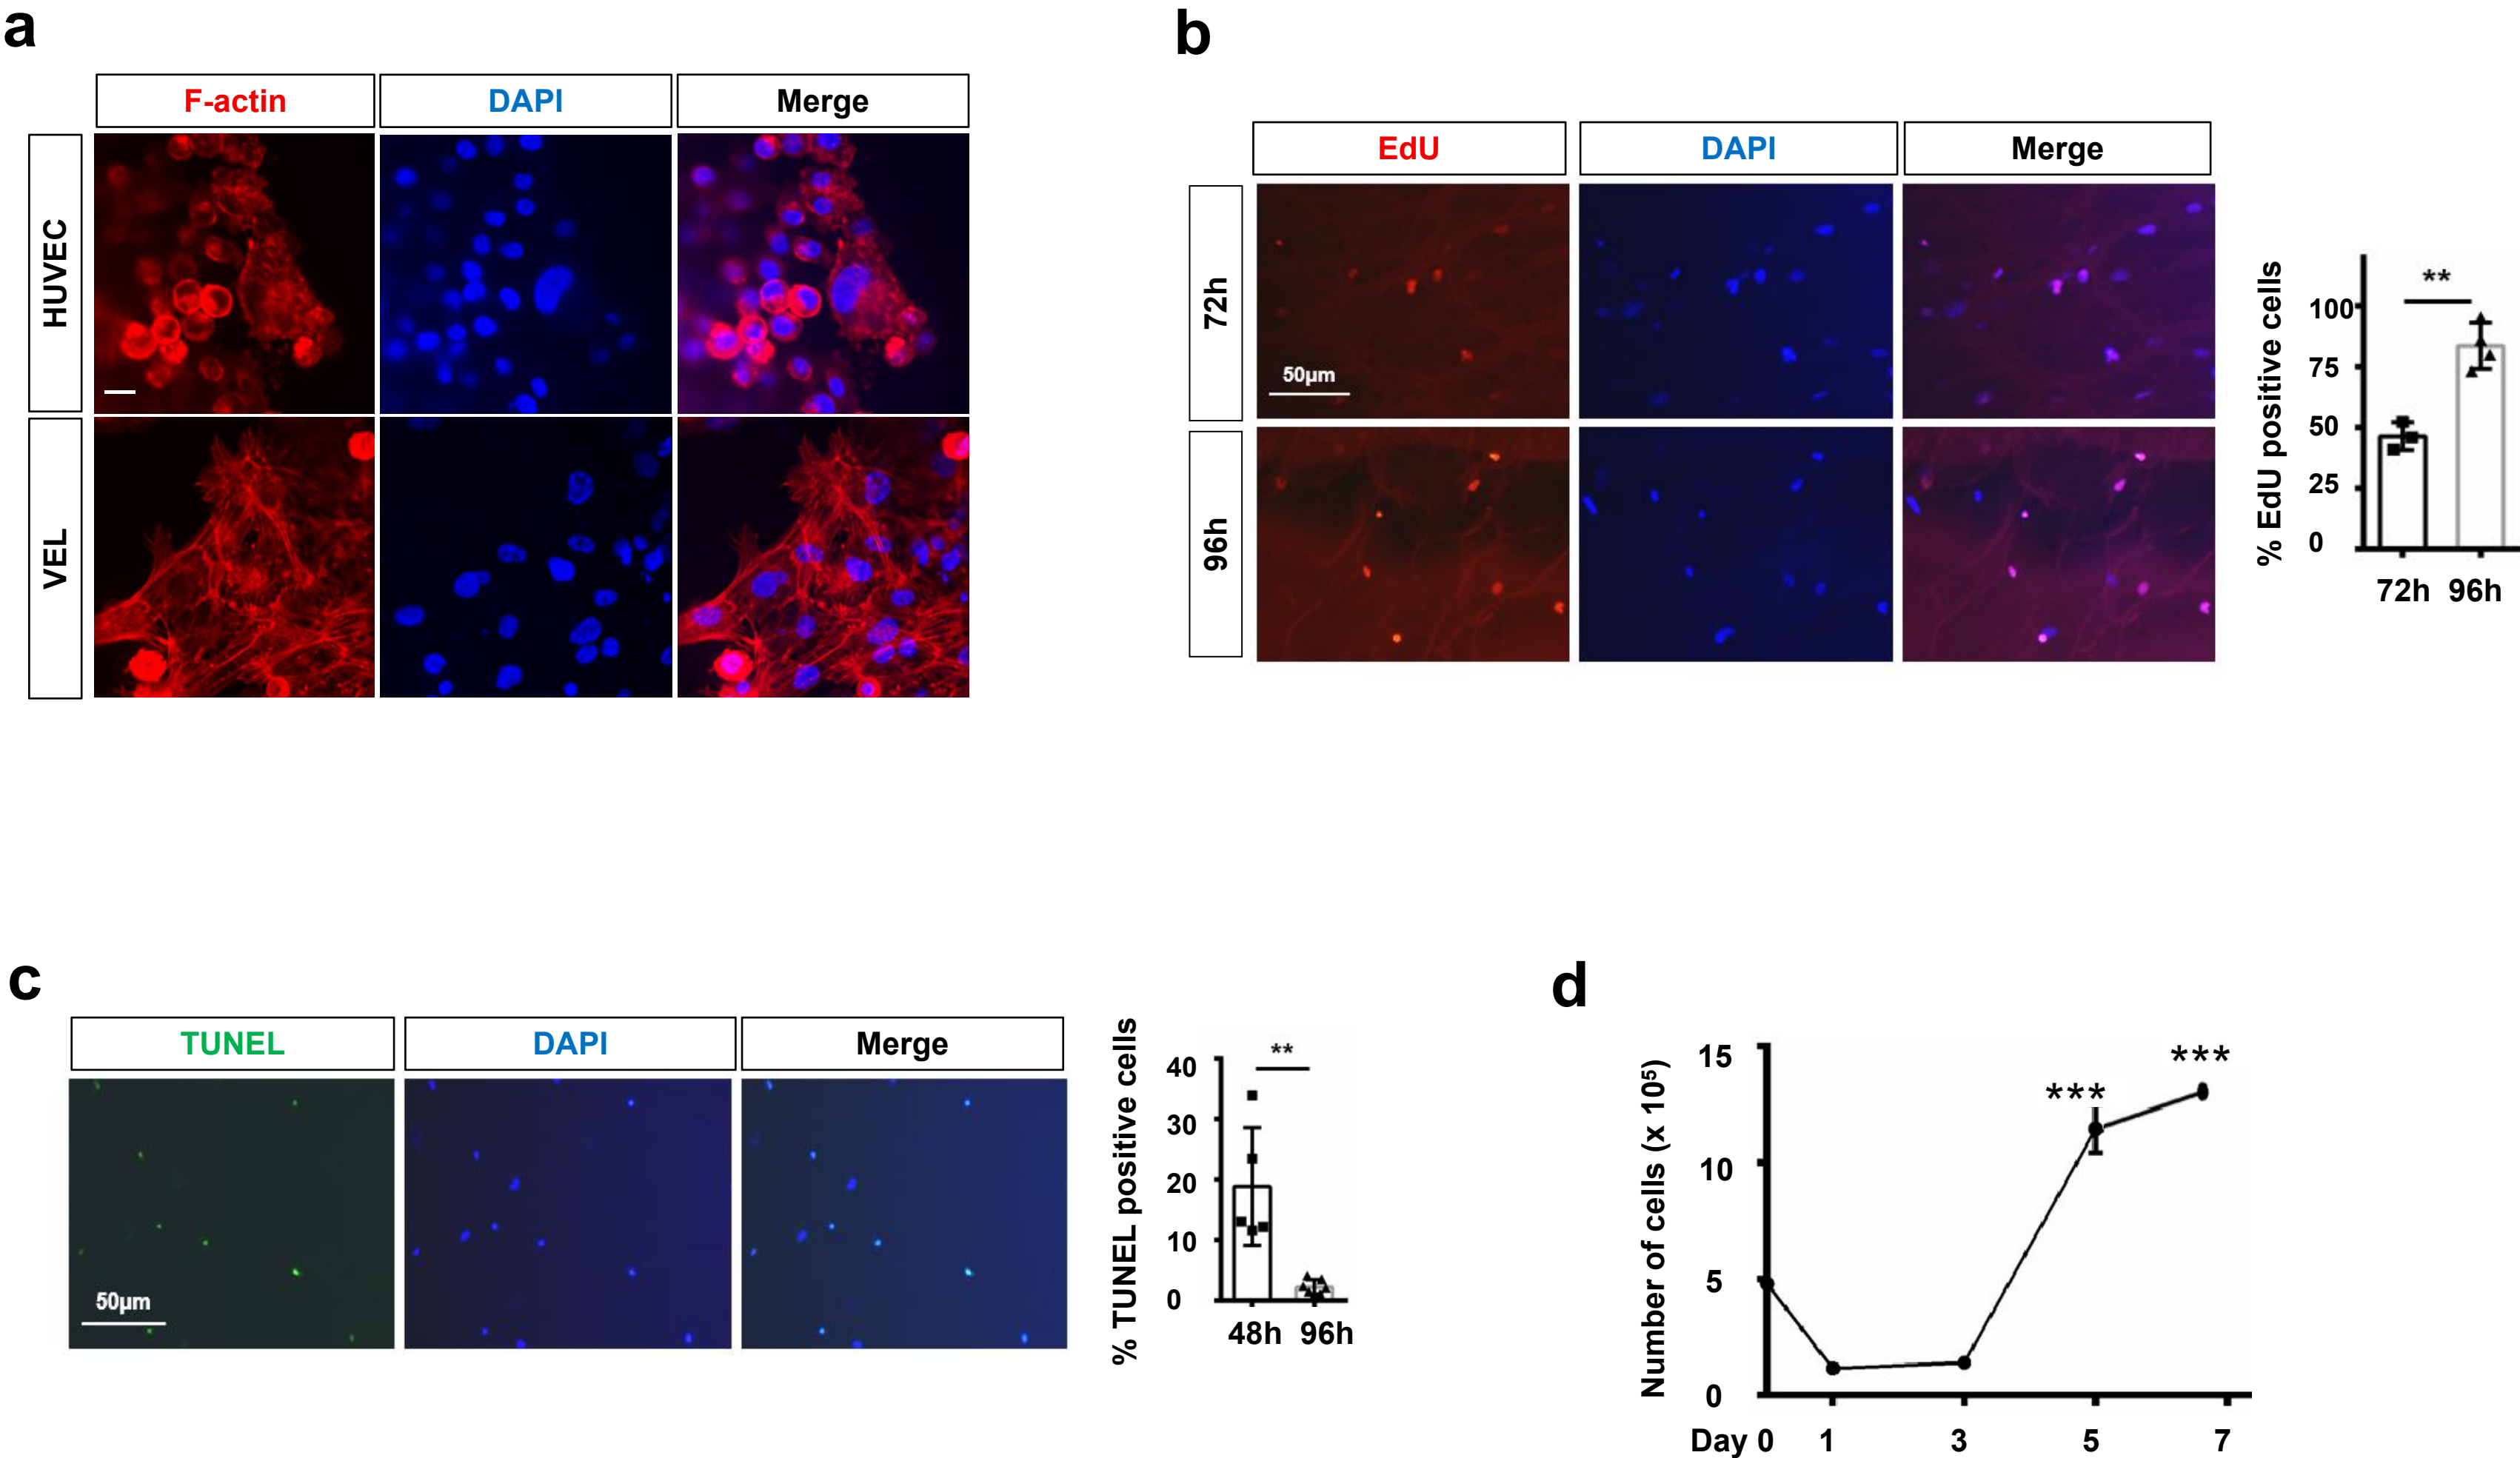 a
F-actin
DAPI
Merge
HUVEC
VEL
b
EdU
DAPI
Merge
72h
50μm
96h
% EdU positive cells
**
100
75
50
25
0
72h 96h
c
TUNEL
DAPI
Merge
50μm
% TUNEL positive cells
**
40
30
20
10
0
48h 96h
d
Number of cells (x 10⁵)
15
10
5
0
***
***
Day 0 1 3 5 7